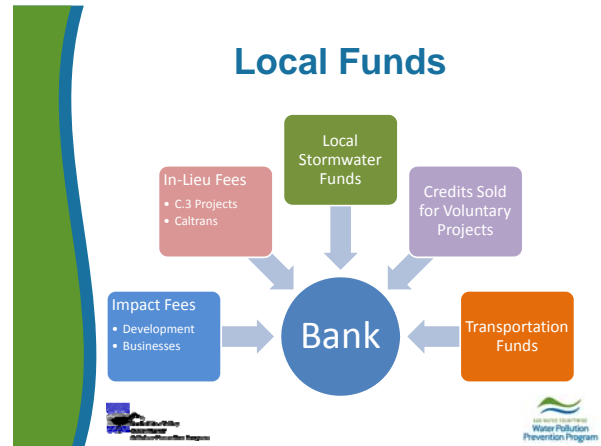 Local Funds
Local
Stormwater
Funds
In-Lieu Fees
• C.3 Projects
• Caltrans
Credits Sold
for Voluntary
Projects
Impact Fees
• Development
• Businesses
Bank
Transportation
Funds
Water Pollution
Prevention Program